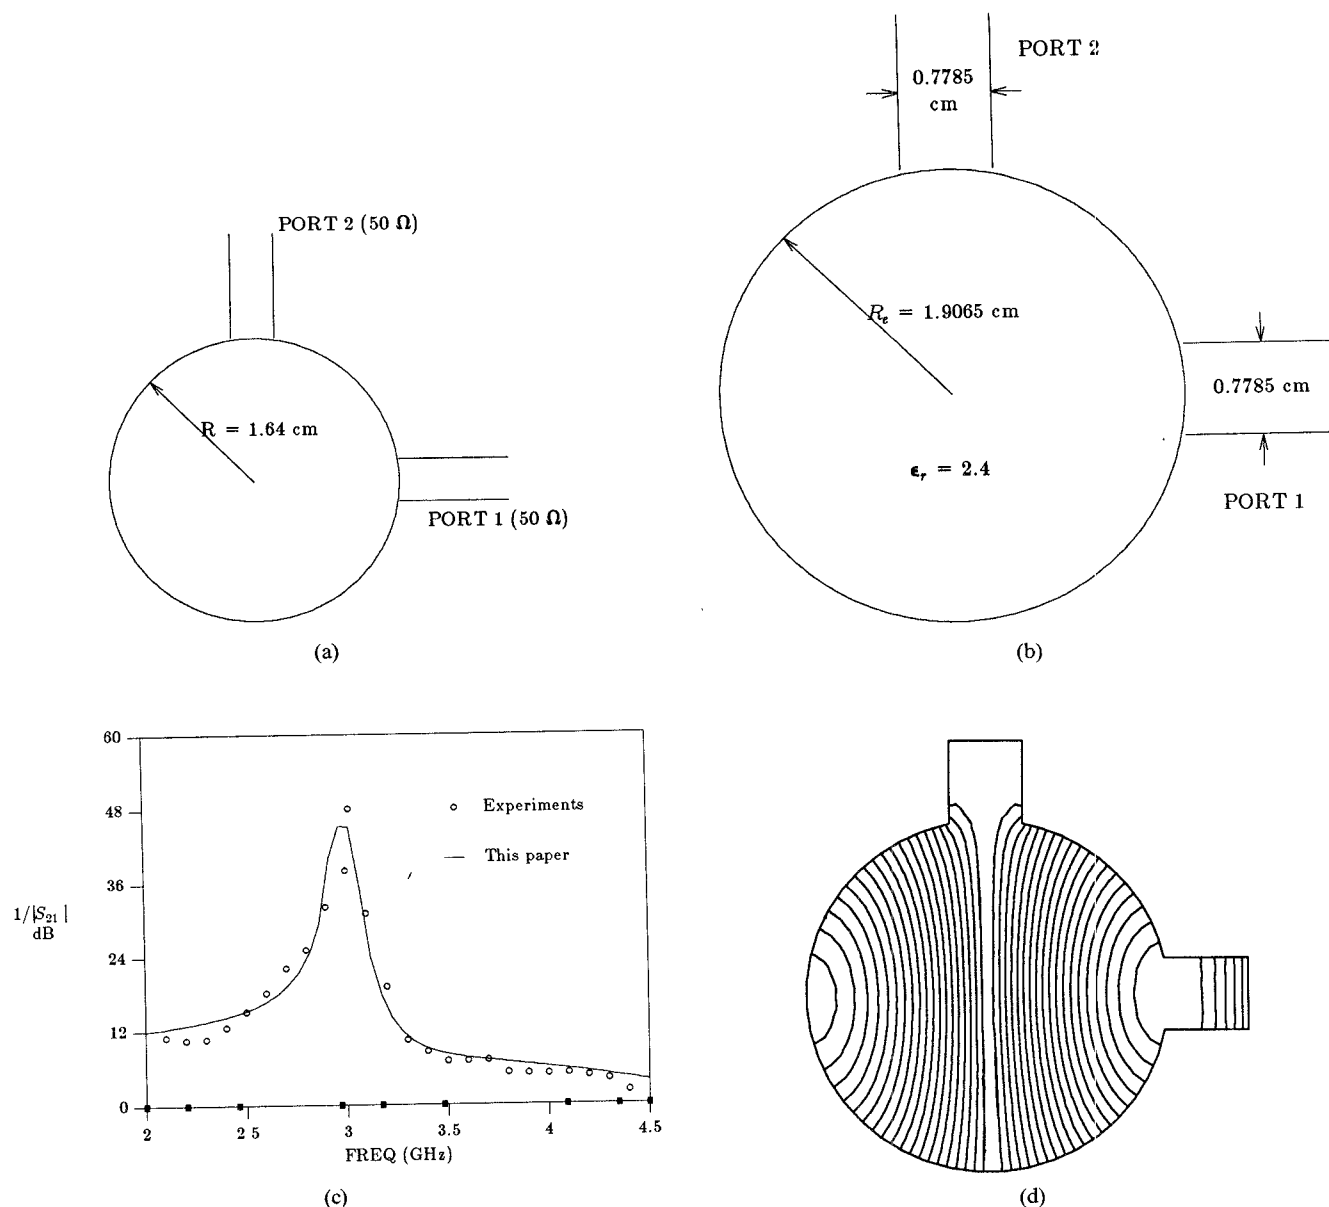 PORT 2
0.7785
cm
PORT 2 (50 Ω)
R = 1.64 cm
PORT 1 (50 Ω)
(a)
Rₑ = 1.9065 cm
0.7785 cm
ϵᵣ = 2.4
PORT 1
(b)
60
48
36
24
12
0
1/|S₂₁|
dB
Experiments
This paper
2
2 5
3
3.5
4
4.5
FREQ (GHz)
(c)
(d)